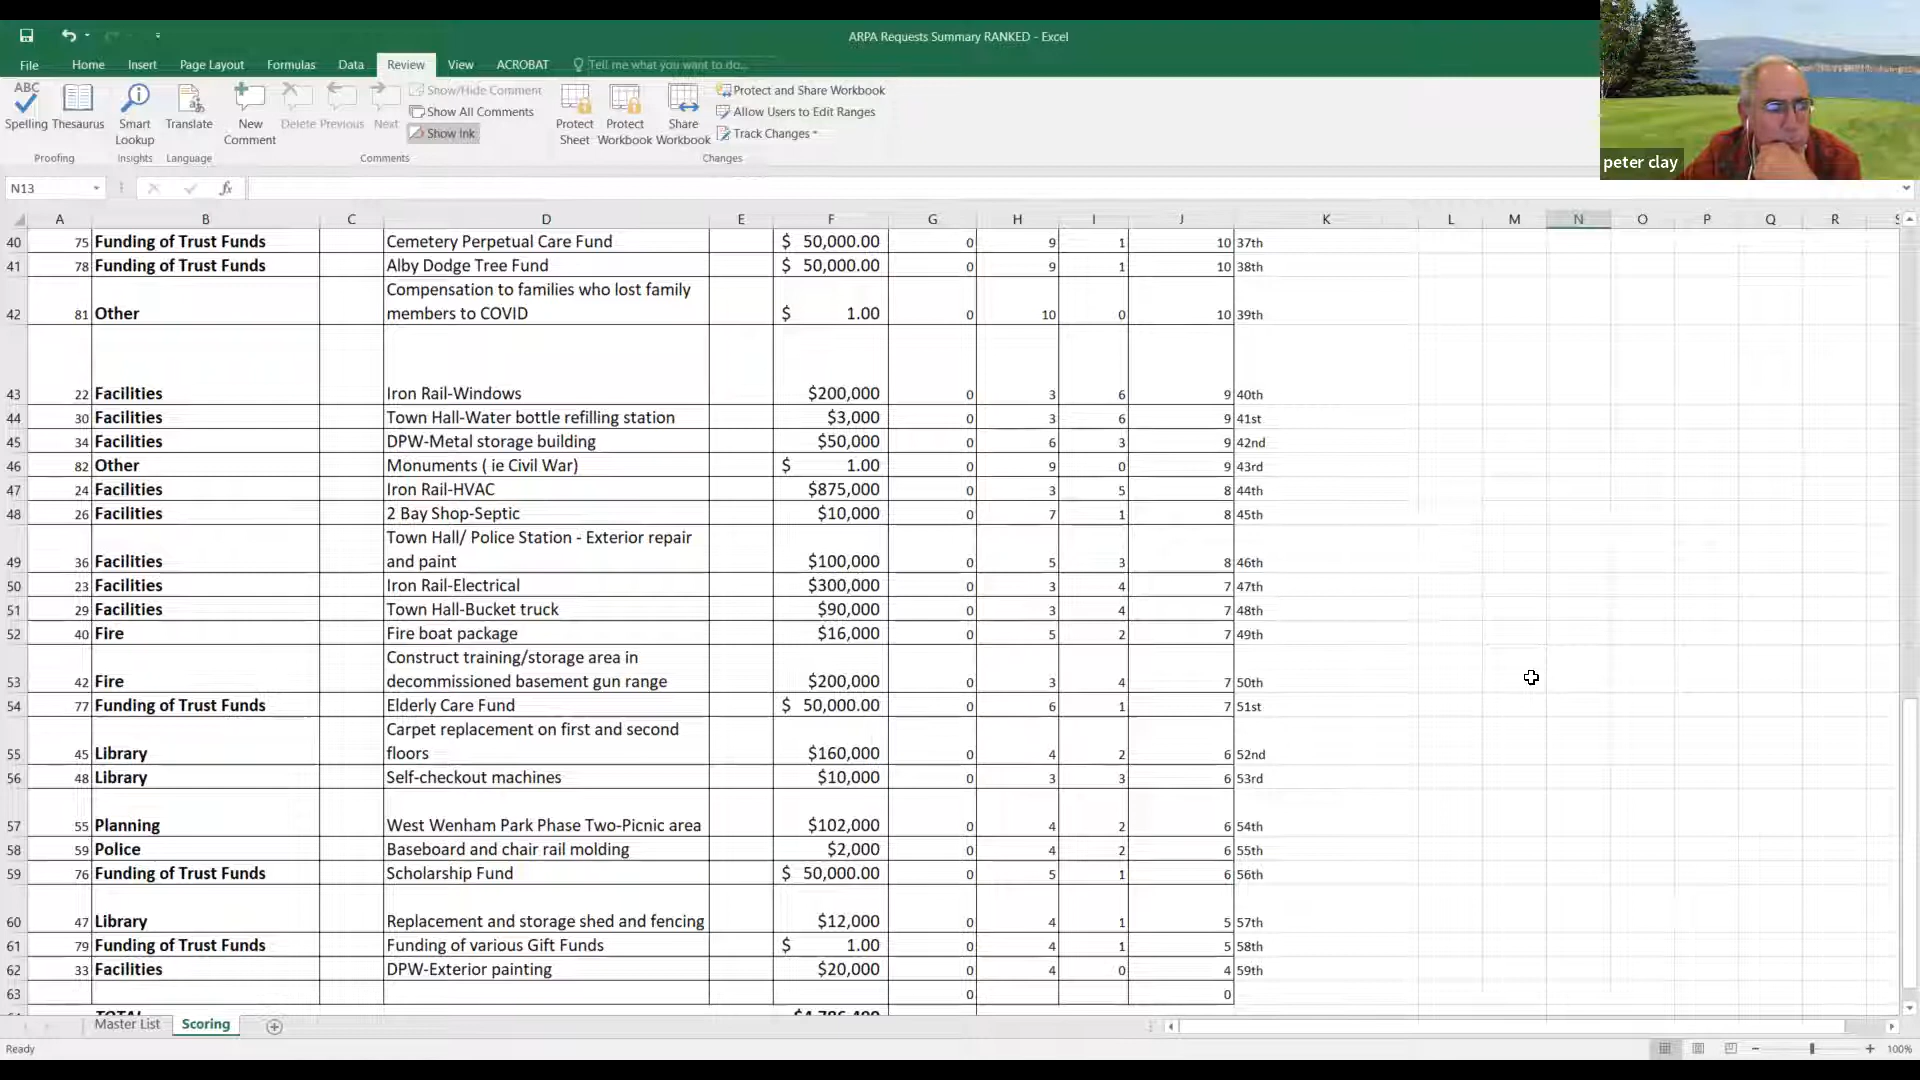 ARPA Requests Summary RANKED - Excel
File Home Insert Page Layout Formulas Data Review View ACROBAT Tell me what you want to do...
ABC
Spelling Thesaurus Smart Lookup Translate New Comment Delete Previous Next Show/Hide Comment Show All Comments Show Ink Protect Sheet Protect Workbook Share Workbook Protect and Share Workbook Allow Users to Edit Ranges Track Changes
Proofing Insights Language Comments Changes
peter clay
N13 fx
A B C D E F G H I J K L M N O P Q R S
40 75 Funding of Trust Funds Cemetery Perpetual Care Fund $ 50,000.00 0 9 1 10 37th
41 78 Funding of Trust Funds Alby Dodge Tree Fund $ 50,000.00 0 9 1 10 38th
Compensation to families who lost family
42 81 Other members to COVID $ 1.00 0 10 0 10 39th
43 22 Facilities Iron Rail-Windows $200,000 0 3 6 9 40th
44 30 Facilities Town Hall-Water bottle refilling station $3,000 0 3 6 9 41st
45 34 Facilities DPW-Metal storage building $50,000 0 6 3 9 42nd
46 82 Other Monuments ( ie Civil War) $ 1.00 0 9 0 9 43rd
47 24 Facilities Iron Rail-HVAC $875,000 0 3 5 8 44th
48 26 Facilities 2 Bay Shop-Septic $10,000 0 7 1 8 45th
Town Hall/ Police Station - Exterior repair
49 36 Facilities and paint $100,000 0 5 3 8 46th
50 23 Facilities Iron Rail-Electrical $300,000 0 3 4 7 47th
51 29 Facilities Town Hall-Bucket truck $90,000 0 3 4 7 48th
52 40 Fire Fire boat package $16,000 0 5 2 7 49th
Construct training/storage area in
53 42 Fire decommissioned basement gun range $200,000 0 3 4 7 50th
54 77 Funding of Trust Funds Elderly Care Fund $ 50,000.00 0 6 1 7 51st
Carpet replacement on first and second
55 45 Library floors $160,000 0 4 2 6 52nd
56 48 Library Self-checkout machines $10,000 0 3 3 6 53rd
57 55 Planning West Wenham Park Phase Two-Picnic area $102,000 0 4 2 6 54th
58 59 Police Baseboard and chair rail molding $2,000 0 4 2 6 55th
59 76 Funding of Trust Funds Scholarship Fund $ 50,000.00 0 5 1 6 56th
60 47 Library Replacement and storage shed and fencing $12,000 0 4 1 5 57th
61 79 Funding of Trust Funds Funding of various Gift Funds $ 1.00 0 4 1 5 58th
62 33 Facilities DPW-Exterior painting $20,000 0 4 0 4 59th
63 0 0
Master List Scoring
Ready 100%